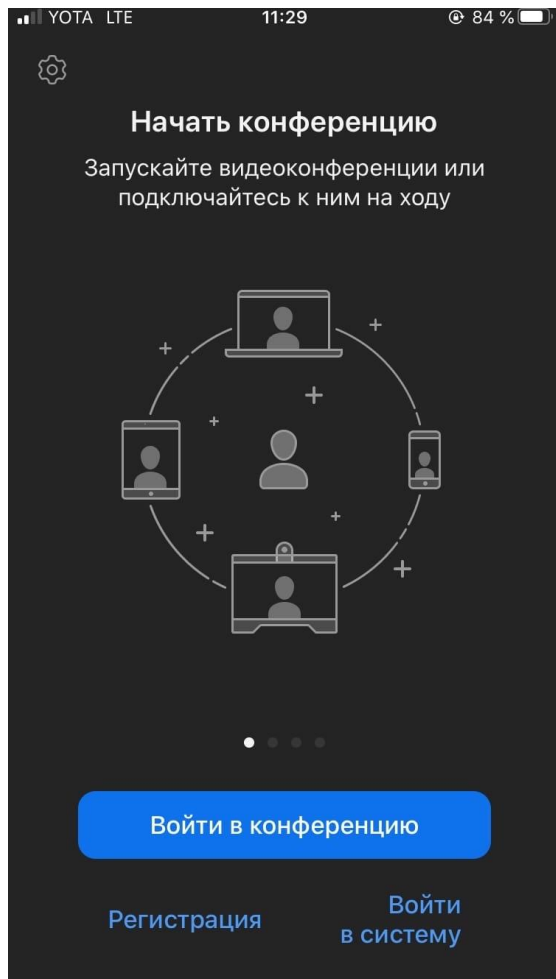 YOTA LTE 11:29 84 %
Начать конференцию
Запускайте видеоконференции или
подключайтесь к ним на ходу
Войти в конференцию
Регистрация
Войти
в систему